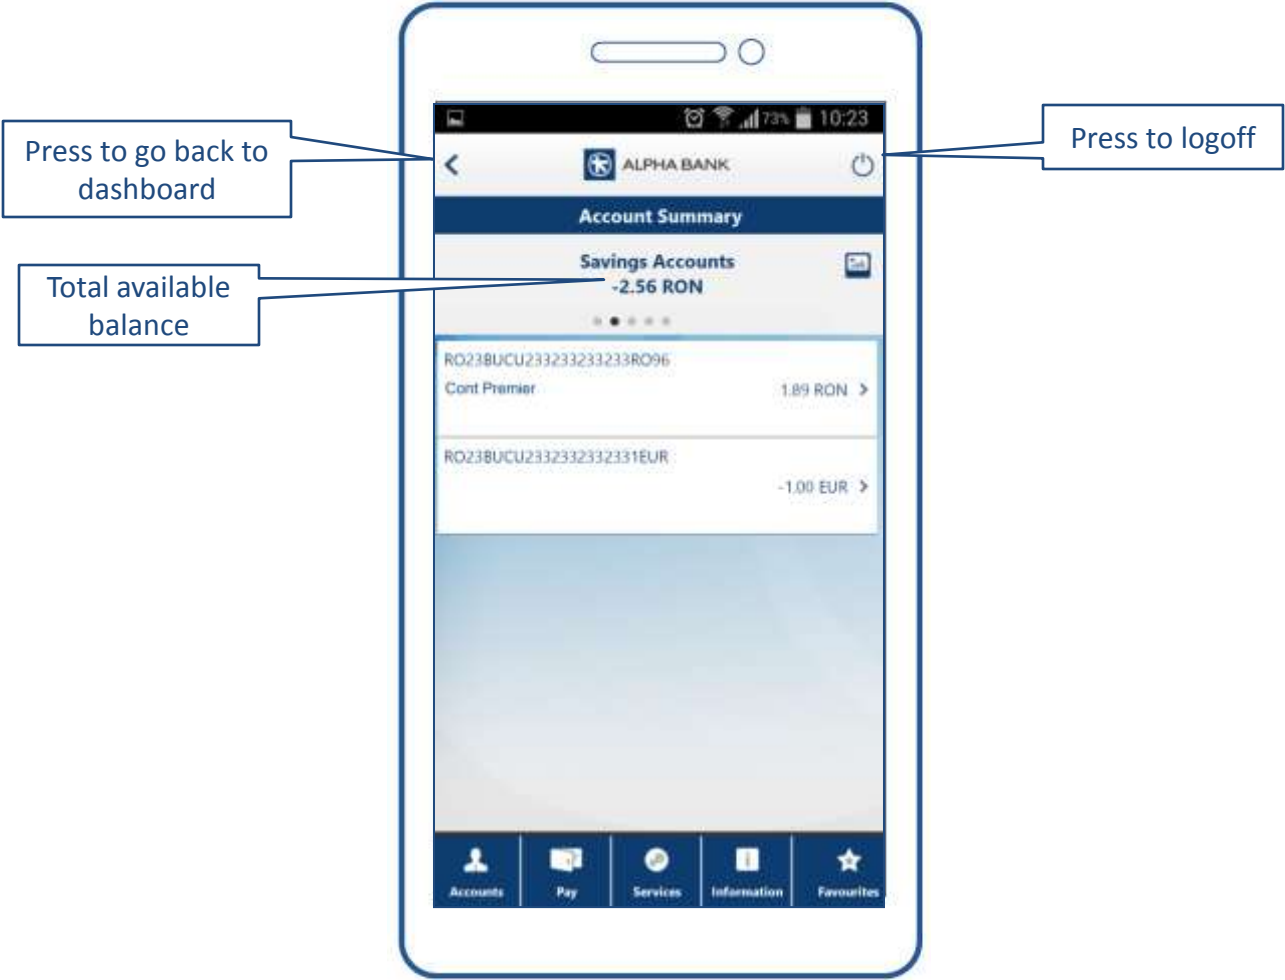 73% 10:23
Press to go back to
dashboard
ALPHA BANK
Press to logoff
Account Summary
Total available
balance
Savings Accounts
-2.56 RON
RO23BUCU233233233233RO96
Cont Premier
1.89 RON
RO23BUCU2332332332331EUR
-1.00 EUR
Accounts
Pay
Services
Information
Favourites